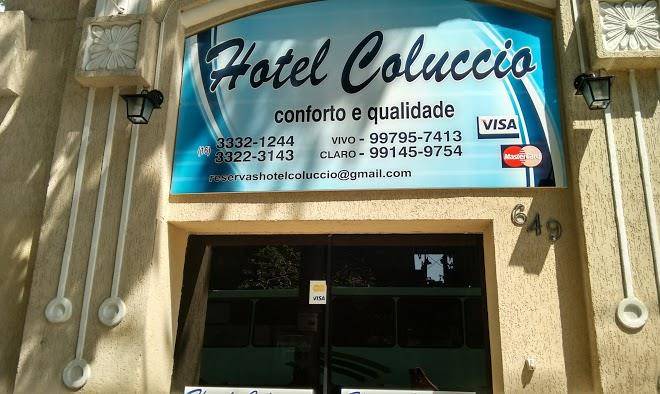 Hotel Coluccio
conforto e qualidade
(16) 3332-1244 VIVO - 99795-7413
3322-3143 CLARO - 99145-9754
reservashotelcoluccio@gmail.com
VISA
MasterCard
649
VISA